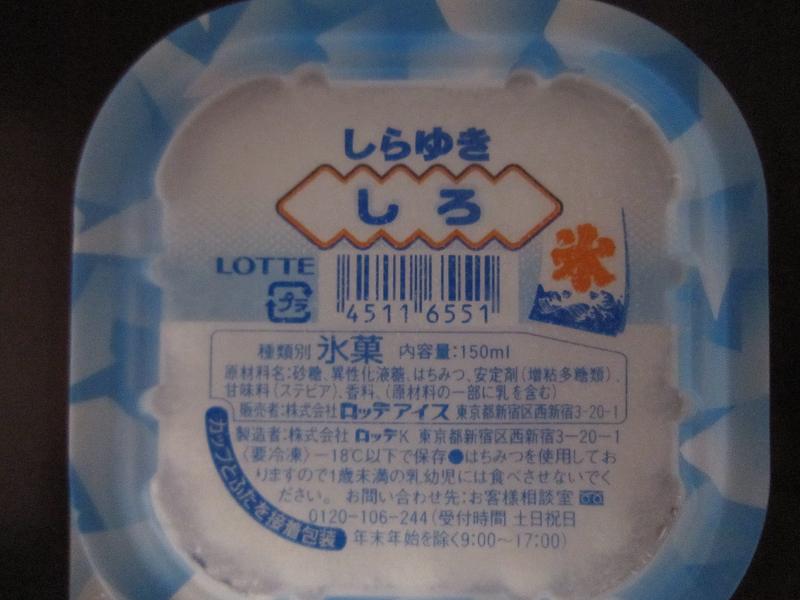 しらゆき
しろ
氷
LOTTE
プラ
4511 6551
種類別 氷菓 内容量:150ml
原材料名:砂糖、異性化液糖、はちみつ、安定剤(増粘多糖類)、
甘味料(ステビア)、香料、(原材料の一部に乳を含む)
販売者:株式会社ロッテアイス 東京都新宿区西新宿3-20-1
製造者:株式会社 ロッテK 東京都新宿区西新宿3-20-1
〈要冷凍〉-18℃以下で保存●はちみつを使用してお
りますので1歳未満の乳幼児には食べさせないでく
ださい。 お問い合わせ先:お客様相談室
0120-106-244(受付時間 土日祝日
年末年始を除く9:00〜17:00)
カップとふたを接着包装